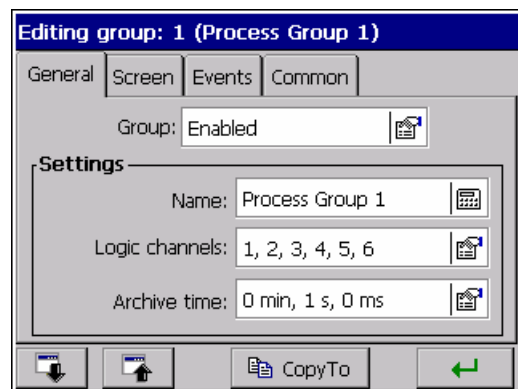 Editing group: 1 (Process Group 1)
General Screen Events Common
Group: Enabled
Settings
Name: Process Group 1
Logic channels: 1, 2, 3, 4, 5, 6
Archive time: 0 min, 1 s, 0 ms
CopyTo